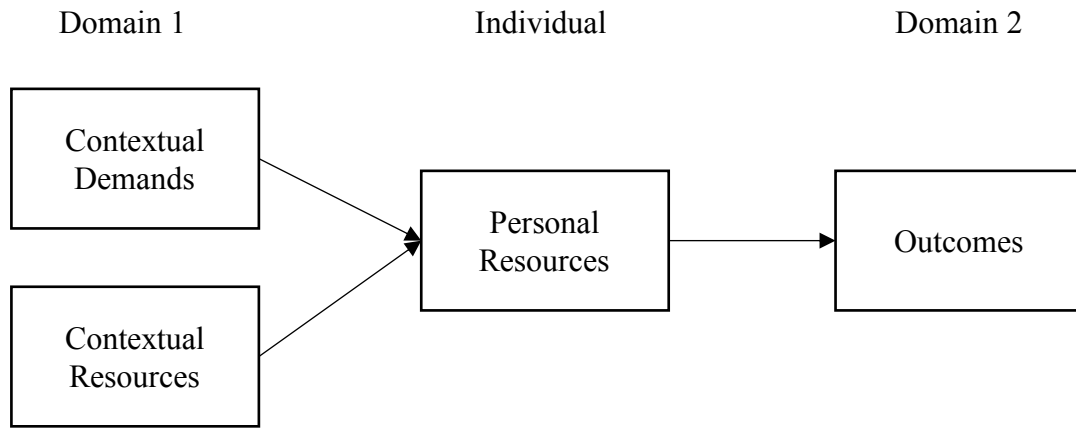 Domain 1
Individual
Domain 2
Contextual
Demands
Personal
Resources
Outcomes
Contextual
Resources